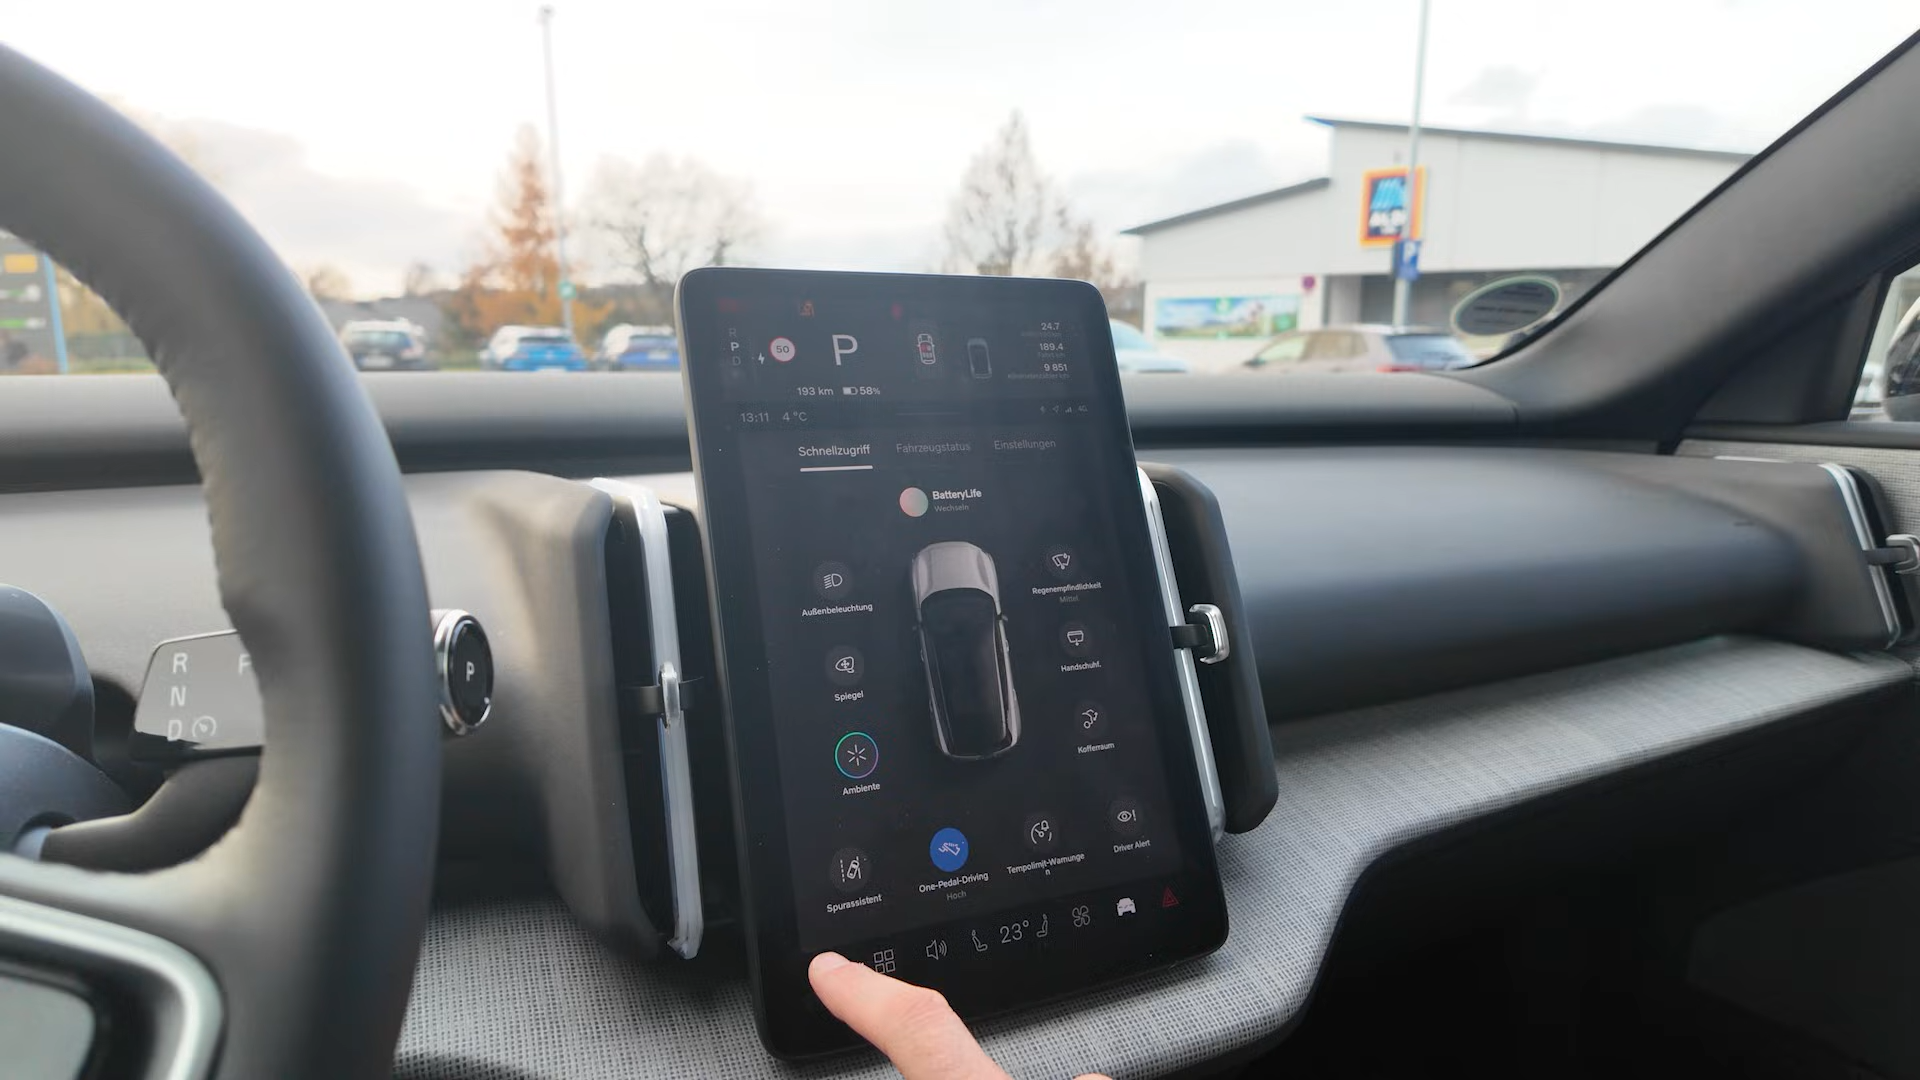 ALDI
P
R
P
D
50
P
24.7
189.4
9 851
193 km 58%
13:11 4 °C
Schnellzugriff Fahrzeugstatus Einstellungen
BatteryLife
Wechseln
Außenbeleuchtung
Regenempfindlichkeit
Mittel
Spiegel
Handschuhf.
Ambiente
Kofferraum
Spurassistent
One-Pedal-Driving
Hoch
Tempolimit-Warnunge
n
Driver Alert
23°
R
N
D
P